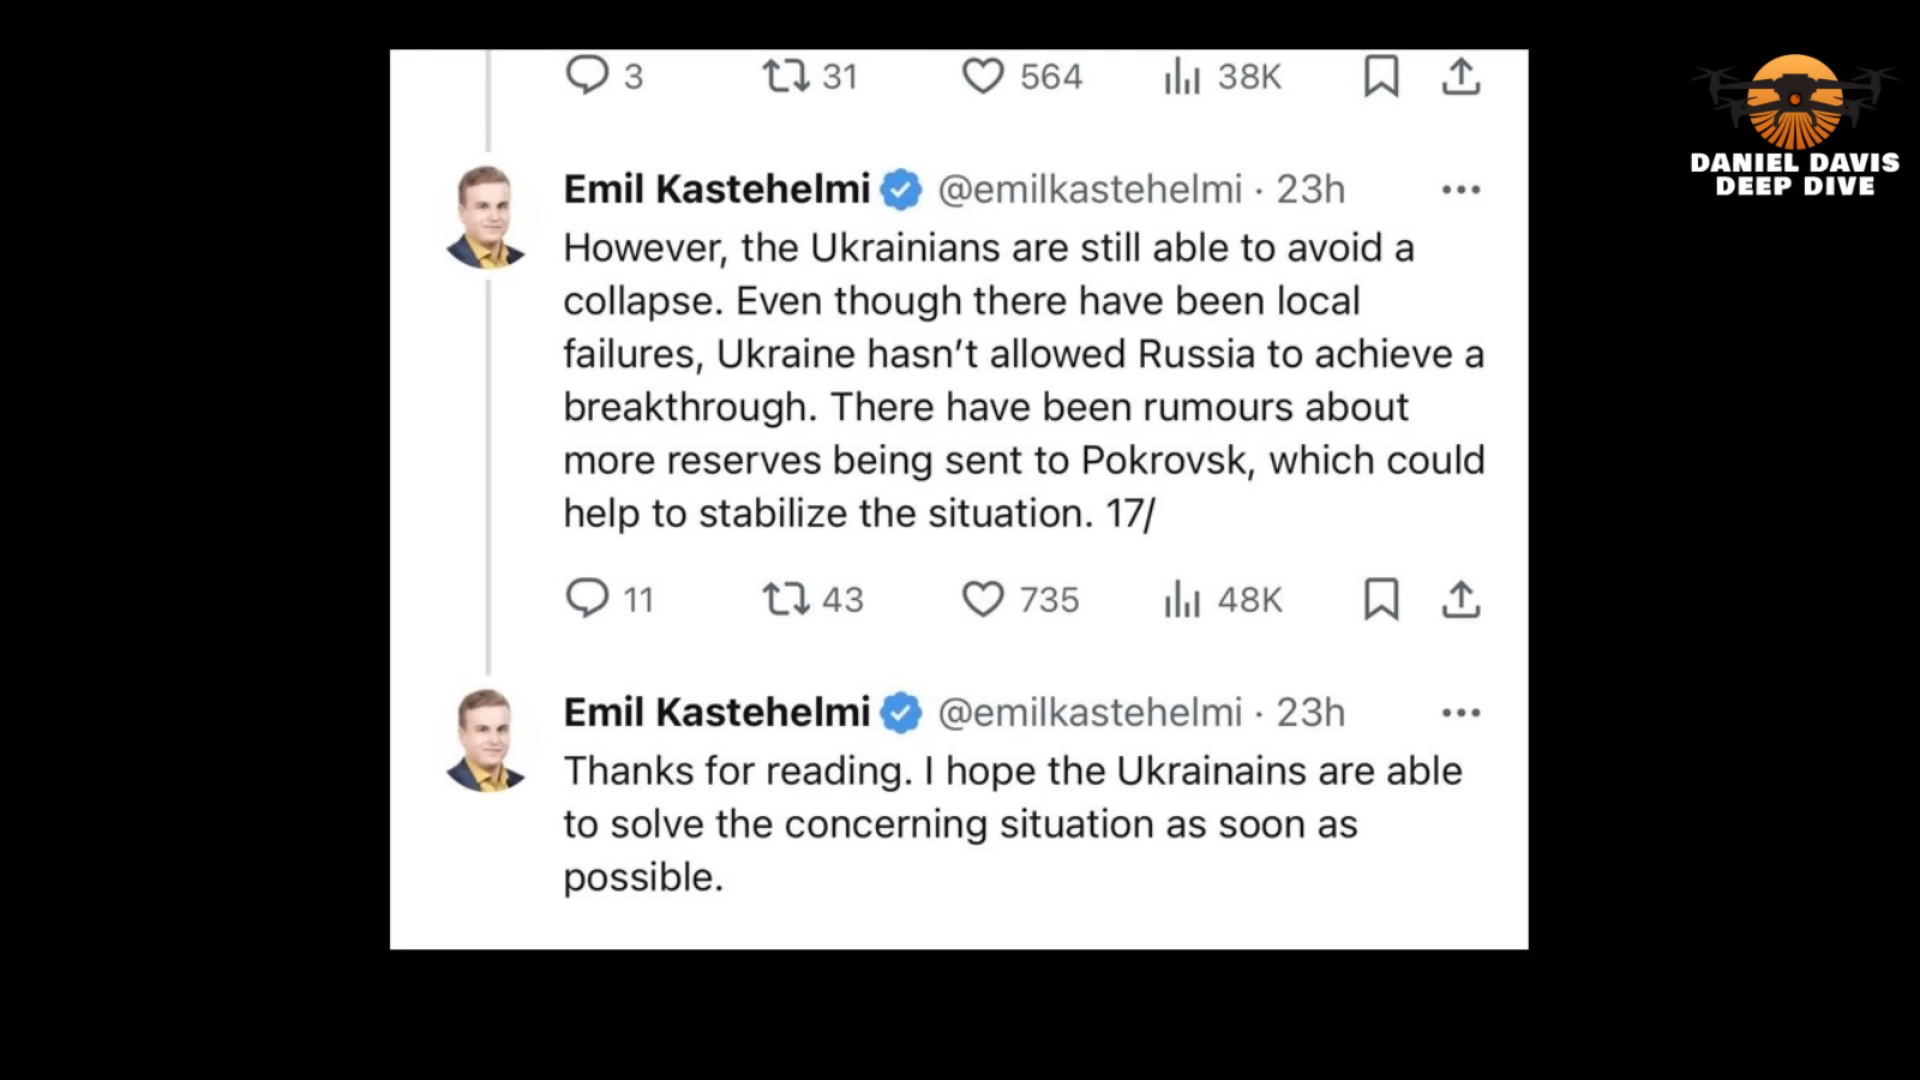 3 31 564 38K
DANIEL DAVIS
DEEP DIVE
Emil Kastehelmi @emilkastehelmi · 23h
However, the Ukrainians are still able to avoid a
collapse. Even though there have been local
failures, Ukraine hasn’t allowed Russia to achieve a
breakthrough. There have been rumours about
more reserves being sent to Pokrovsk, which could
help to stabilize the situation. 17/
11 43 735 48K
Emil Kastehelmi @emilkastehelmi · 23h
Thanks for reading. I hope the Ukrainains are able
to solve the concerning situation as soon as
possible.